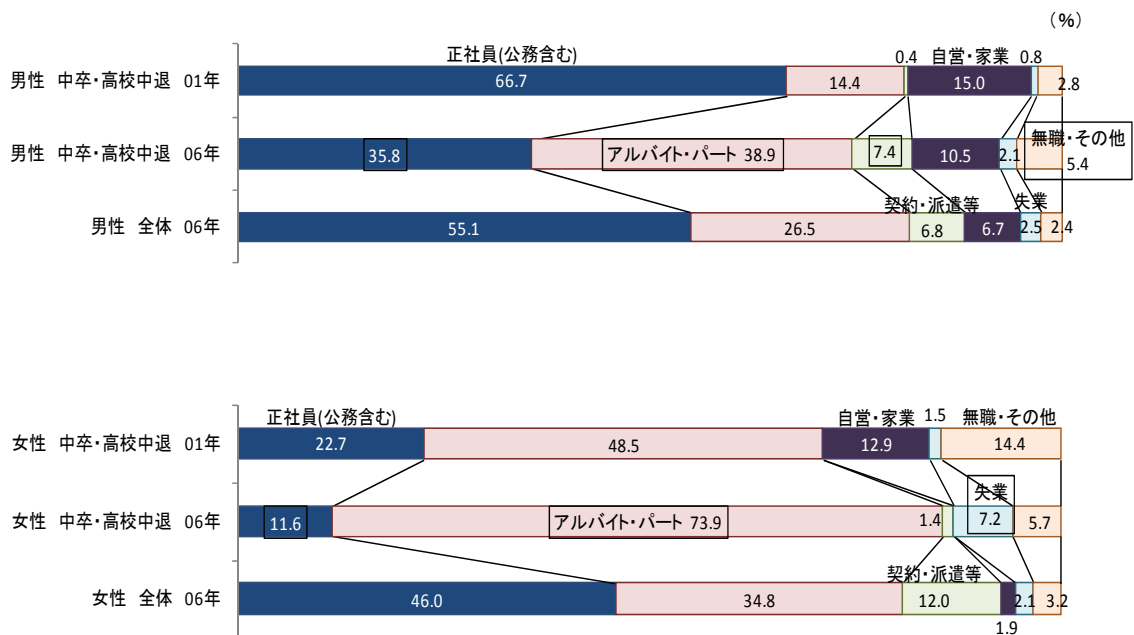 (%)
正社員(公務含む) 0.4 自営・家業 0.8
男性 中卒・高校中退 01年 66.7 14.4 15.0 2.8
無職・その他
男性 中卒・高校中退 06年 35.8 アルバイト・パート 38.9 7.4 10.5 2.1 5.4
契約・派遣等 失業
男性 全体 06年 55.1 26.5 6.8 6.7 2.5 2.4
正社員(公務含む) 自営・家業 1.5 無職・その他
女性 中卒・高校中退 01年 22.7 48.5 12.9 14.4
失業
女性 中卒・高校中退 06年 11.6 アルバイト・パート 73.9 1.4 7.2 5.7
契約・派遣等
女性 全体 06年 46.0 34.8 12.0 2.1 3.2
1.9